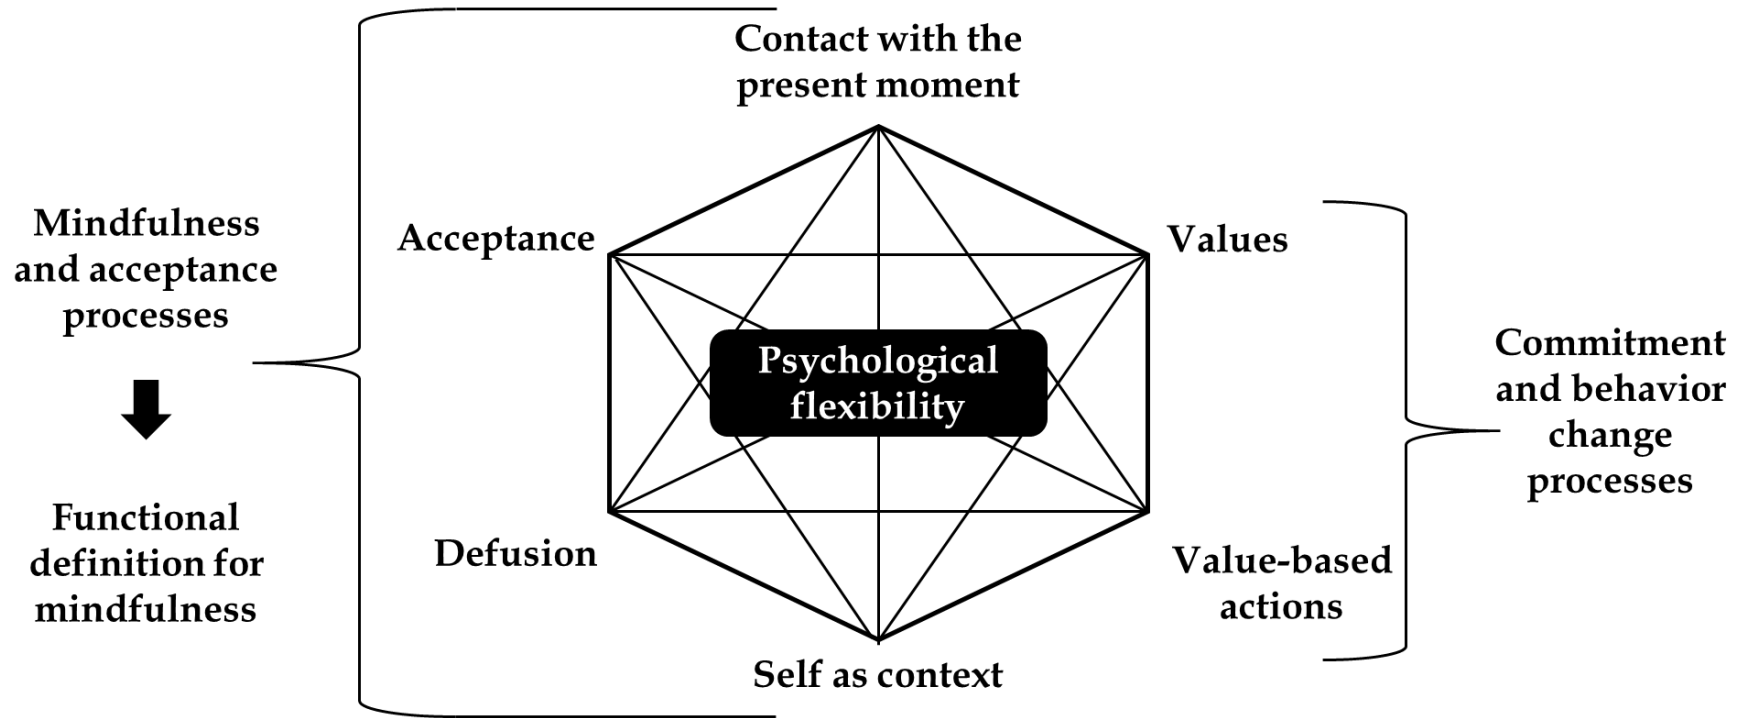 Contact with the
present moment
Mindfulness
and acceptance
processes
Acceptance
Values
Psychological
flexibility
Commitment
and behavior
change
processes
Functional
definition for
mindfulness
Defusion
Value-based
actions
Self as context